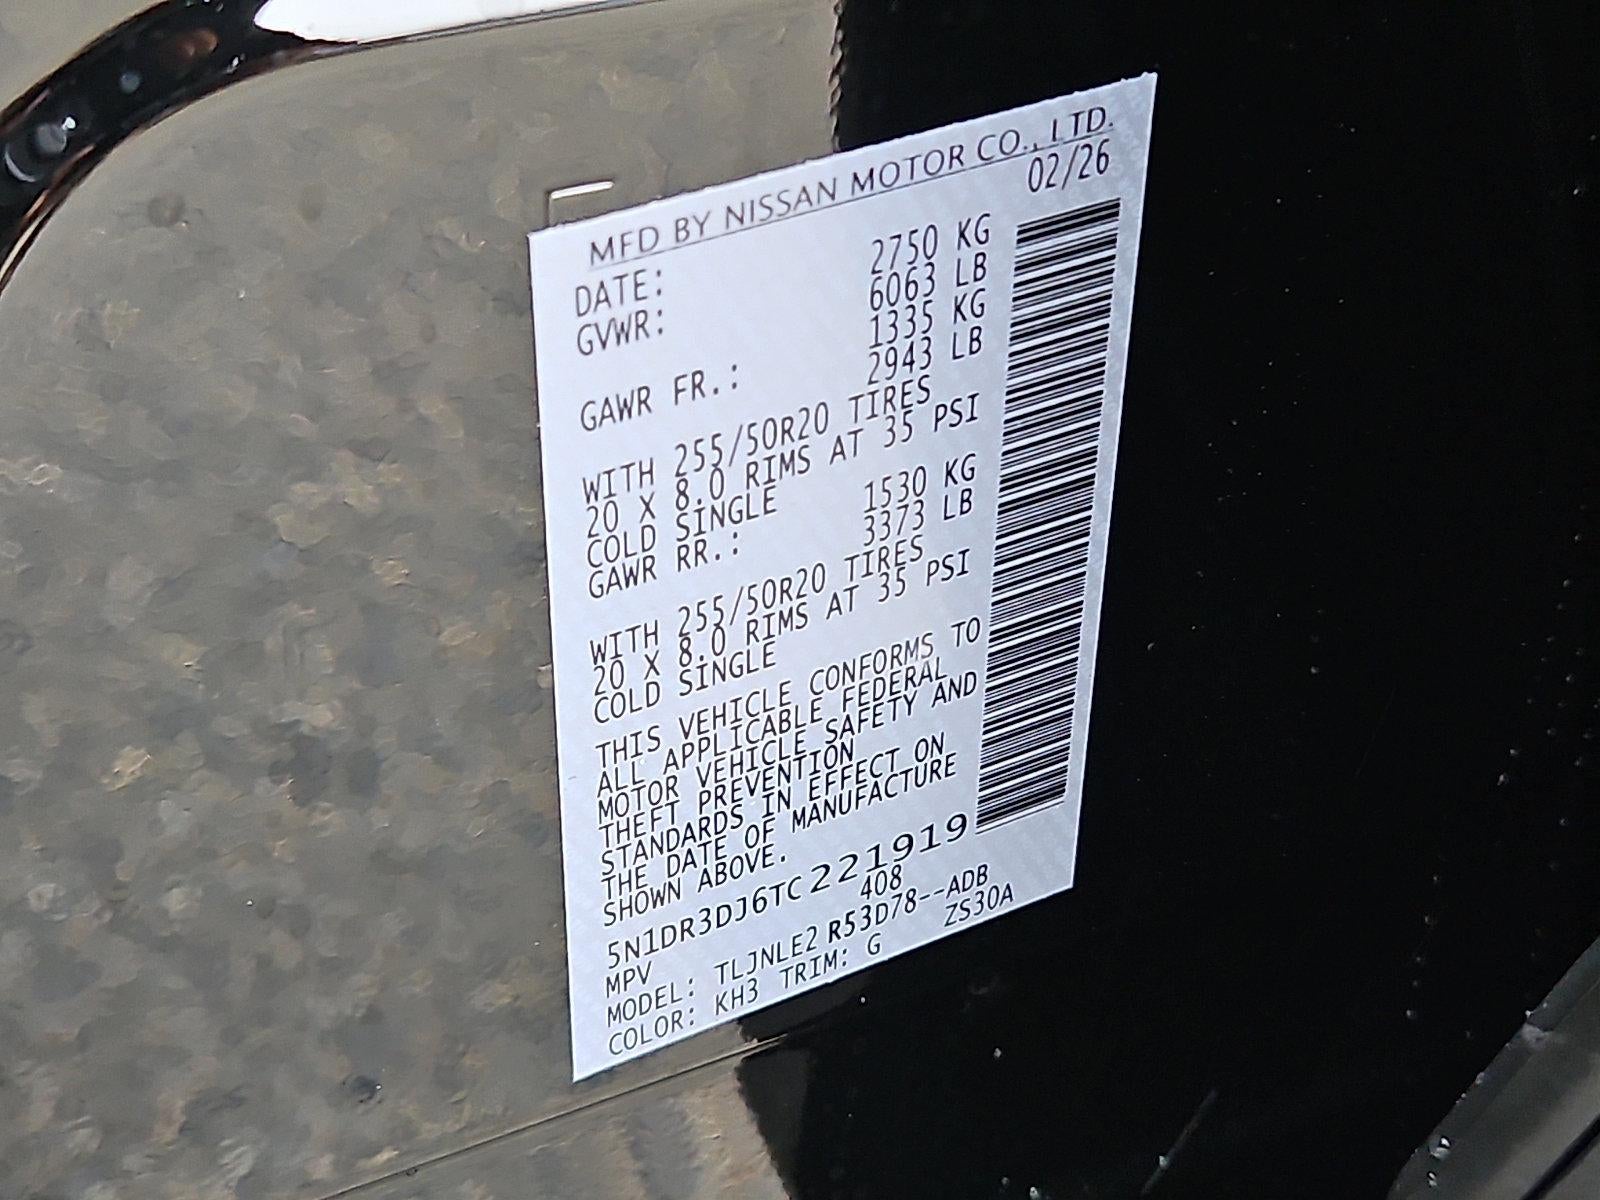 MFD BY NISSAN MOTOR CO., LTD.
DATE: 02/26
GVWR: 2750 KG
6063 LB
GAWR FR.: 1335 KG
2943 LB
WITH 255/50R20 TIRES
20 X 8.0 RIMS AT 35 PSI
COLD SINGLE
GAWR RR.: 1530 KG
3373 LB
WITH 255/50R20 TIRES
20 X 8.0 RIMS AT 35 PSI
COLD SINGLE
THIS VEHICLE CONFORMS TO
ALL APPLICABLE FEDERAL
MOTOR VEHICLE SAFETY AND
THEFT PREVENTION
STANDARDS IN EFFECT ON
THE DATE OF MANUFACTURE
SHOWN ABOVE.
5N1DR3DJ6TC221919
MPV 408
MODEL: TLJNLE2 R53D78--ADB
COLOR: KH3 TRIM: G ZS30A